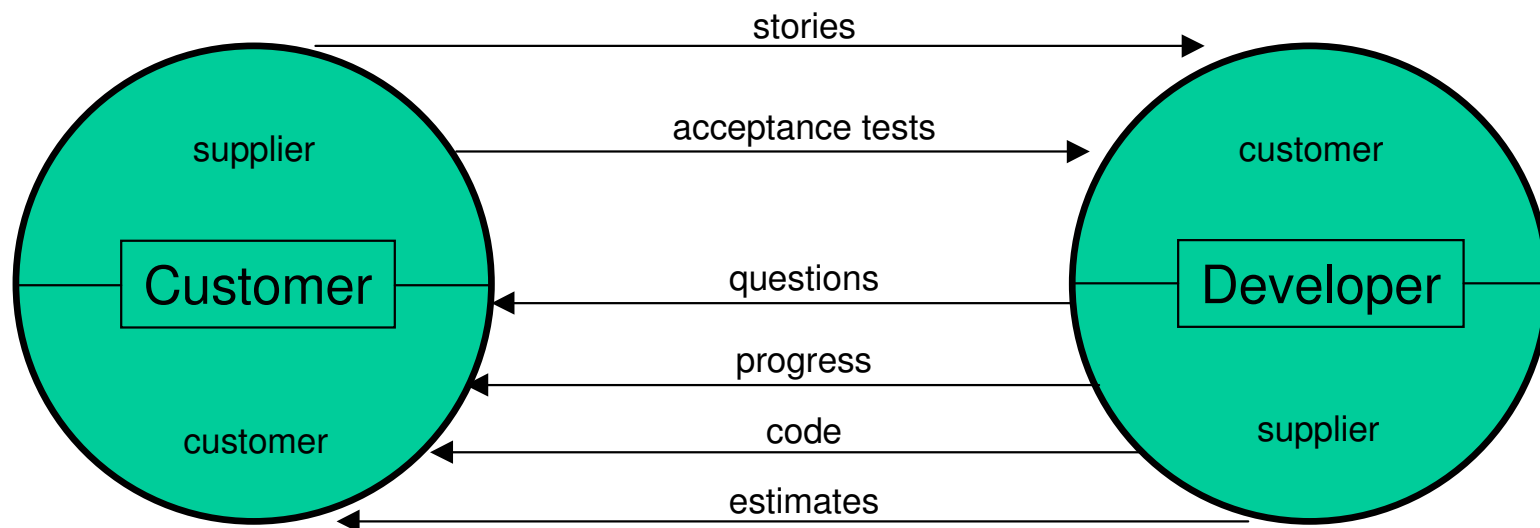 stories
acceptance tests
supplier
customer
Customer
questions
Developer
progress
customer
code
supplier
estimates